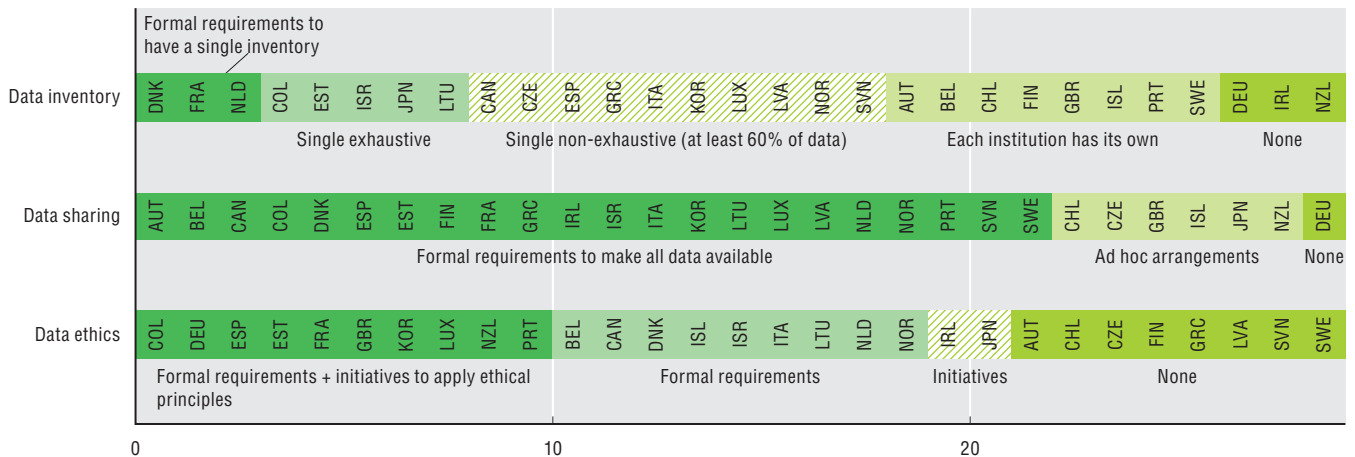 Formal requirements to
have a single inventory
Data inventory
DNK FRA NLD COL EST ISR JPN LTU CAN CZE ESP GRC ITA KOR LUX LVA NOR SVN AUT BEL CHL FIN GBR ISL PRT SWE DEU IRL NZL
Single exhaustive Single non-exhaustive (at least 60% of data) Each institution has its own None
Data sharing
AUT BEL CAN COL DNK ESP EST FIN FRA GRC IRL ISR ITA KOR LTU LUX LVA NLD NOR PRT SVN SWE CHL CZE GBR ISL JPN NZL DEU
Formal requirements to make all data available Ad hoc arrangements None
Data ethics
COL DEU ESP EST FRA GBR KOR LUX NZL PRT BEL CAN DNK ISL ISR ITA LTU NLD NOR IRL JPN AUT CHL CZE FIN GRC LVA SVN SWE
Formal requirements + initiatives to apply ethical
principles
Formal requirements Initiatives None
0 10 20